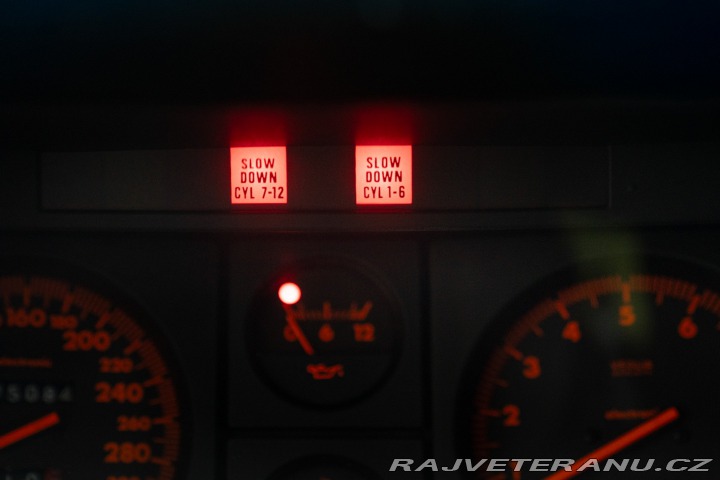 SLOW
DOWN
CYL 7-12
SLOW
DOWN
CYL 1-6
160 180
200
220
240
260
280
0 6 12
2 3 4 5 6
RAJVETERANU.CZ